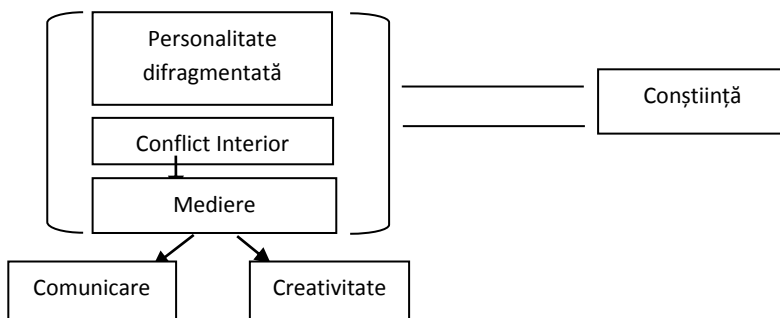 Personalitate
difragmentată
Conștiință
Conflict Interior
Mediere
Comunicare
Creativitate